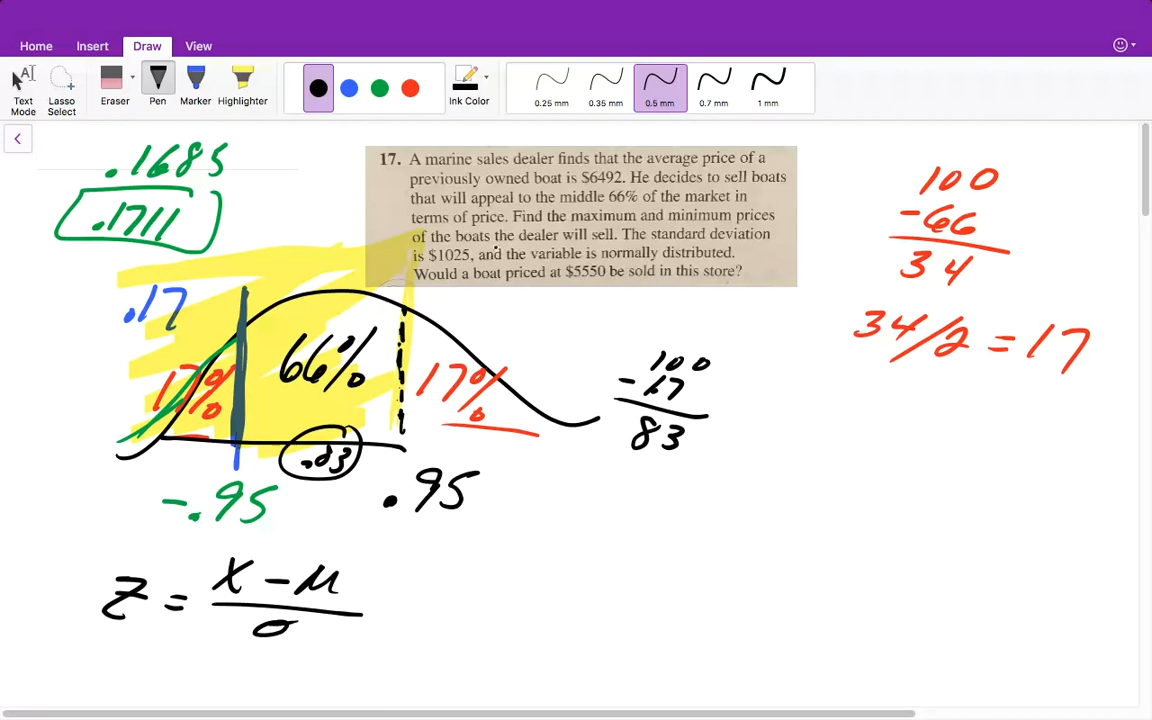 Home Insert Draw View
Text Mode
Lasso Select
Eraser
Pen
Marker
Highlighter
Ink Color
0.25 mm
0.35 mm
0.5 mm
0.7 mm
1 mm
.1685
.1711
17. A marine sales dealer finds that the average price of a
previously owned boat is $6492. He decides to sell boats
that will appeal to the middle 66% of the market in
terms of price. Find the maximum and minimum prices
of the boats the dealer will sell. The standard deviation
is $1025, and the variable is normally distributed.
Would a boat priced at $5550 be sold in this store?
100
-66
34
34/2 = 17
.17
17%
66%
17%
100
-17
83
.83
-.95
.95
z = x - μ
σ